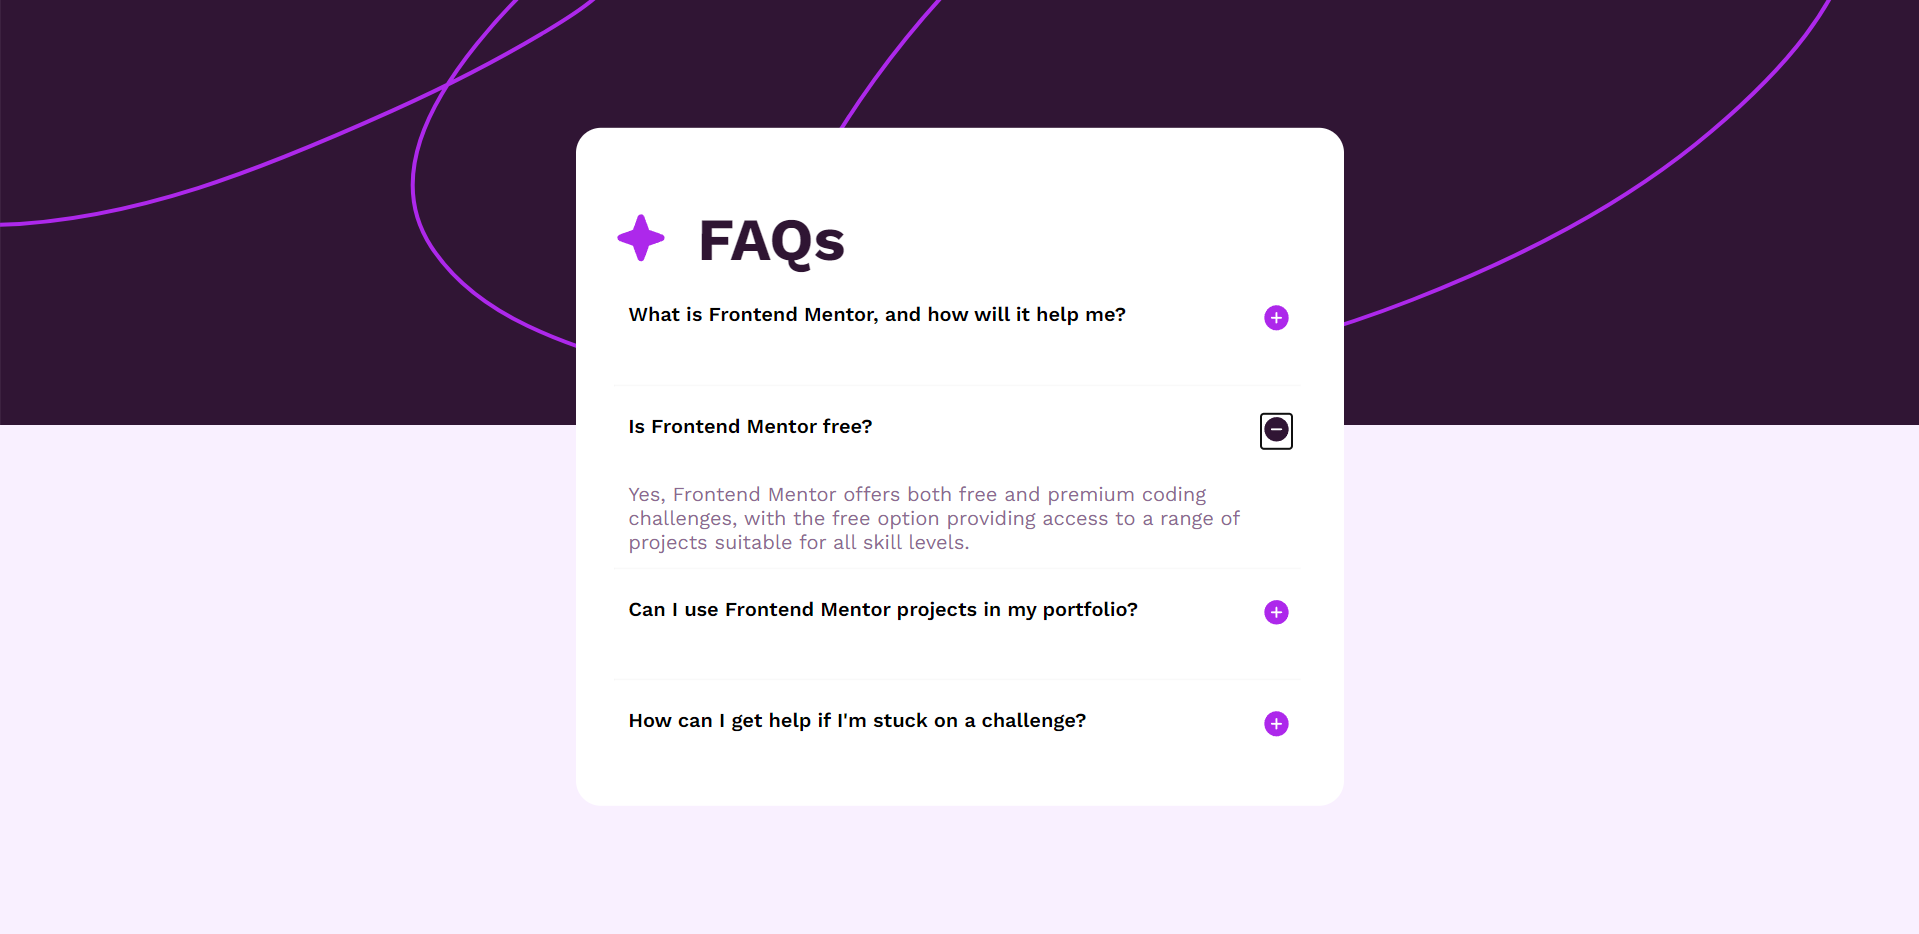 FAQs
What is Frontend Mentor, and how will it help me?
Is Frontend Mentor free?
Yes, Frontend Mentor offers both free and premium coding
challenges, with the free option providing access to a range of
projects suitable for all skill levels.
Can I use Frontend Mentor projects in my portfolio?
How can I get help if I'm stuck on a challenge?